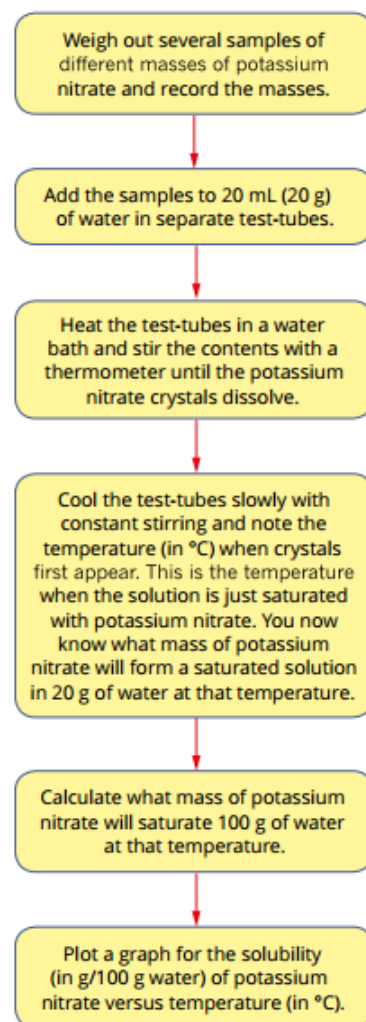 Weigh out several samples of
different masses of potassium
nitrate and record the masses.
Add the samples to 20 mL (20 g)
of water in separate test-tubes.
Heat the test-tubes in a water
bath and stir the contents with a
thermometer until the potassium
nitrate crystals dissolve.
Cool the test-tubes slowly with
constant stirring and note the
temperature (in °C) when crystals
first appear. This is the temperature
when the solution is just saturated
with potassium nitrate. You now
know what mass of potassium
nitrate will form a saturated solution
in 20 g of water at that temperature.
Calculate what mass of potassium
nitrate will saturate 100 g of water
at that temperature.
Plot a graph for the solubility
(in g/100 g water) of potassium
nitrate versus temperature (in °C).